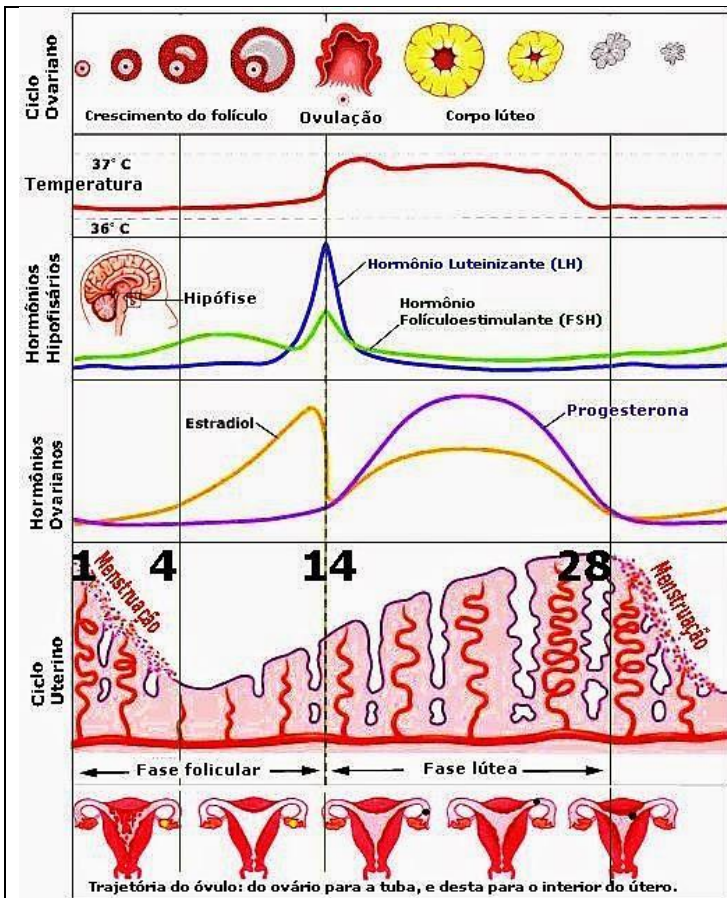 Ciclo
Ovariano
Crescimento do folículo
Ovulação
Corpo lúteo
37° C
Temperatura
36° C
Hormônios
Hipofisários
Hipófise
Hormônio Luteinizante (LH)
Hormônio
Folículoestimulante (FSH)
Hormônios
Ovarianos
Estradiol
Progesterona
Ciclo
Uterino
1 4 14 28
Menstruação
Menstruação
Fase folicular
Fase lútea
Trajetória do óvulo: do ovário para a tuba, e desta para o interior do útero.